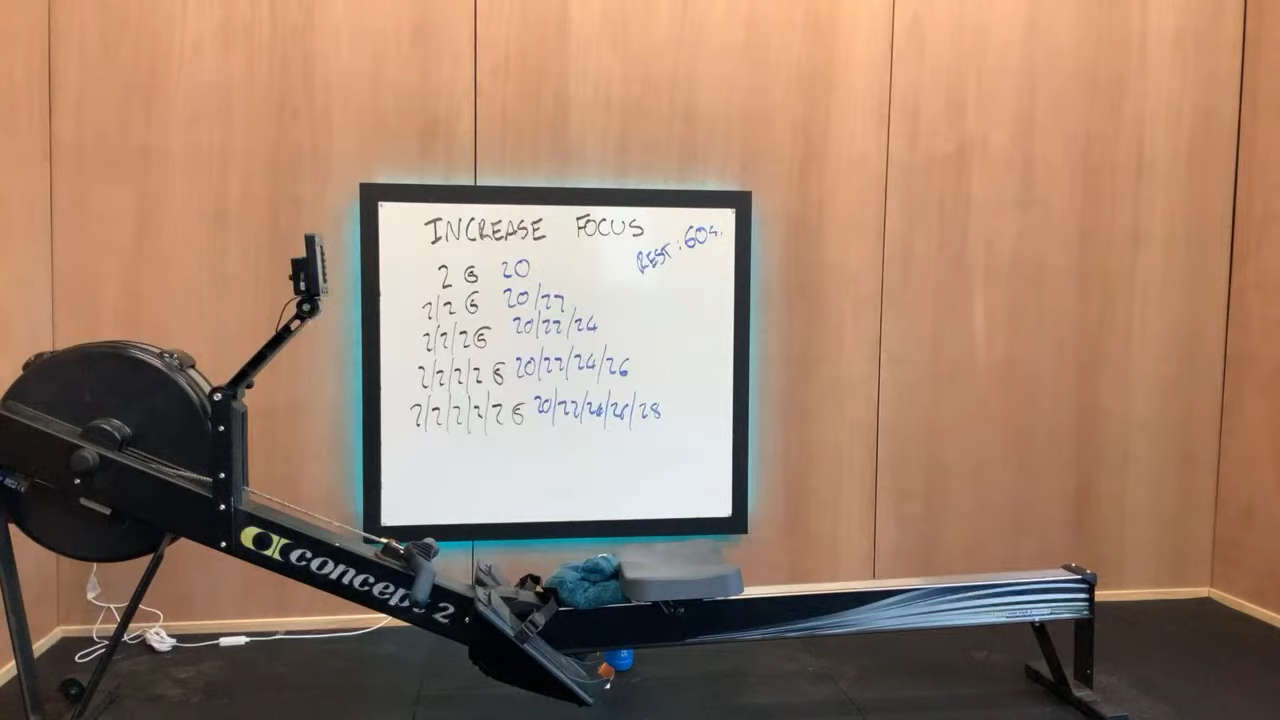 INCREASE FOCUS
REST: 60s.
2 @ 20
2/2 @ 20/22
2/2/2 @ 20/22/24
2/2/2/2 @ 20/22/24/26
2/2/2/2/2 @ 20/22/24/26/28
concept 2